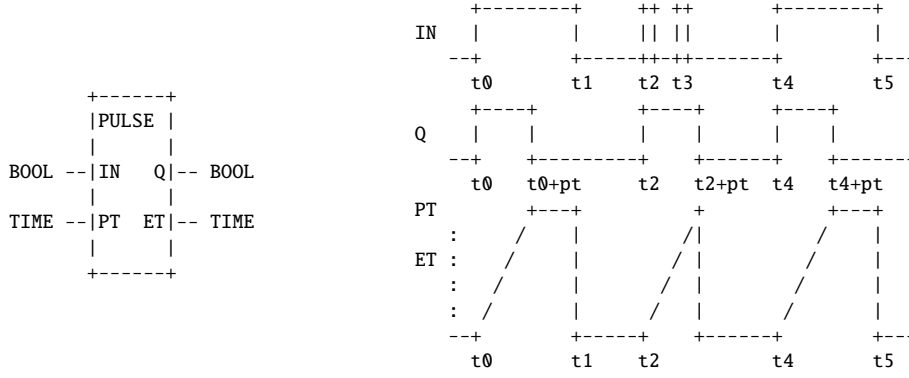 IN
t0 t1 t2 t3 t4 t5
PULSE
Q
BOOL -- IN Q -- BOOL
t0 t0+pt t2 t2+pt t4 t4+pt
PT
TIME -- PT ET -- TIME
ET
t0 t1 t2 t4 t5